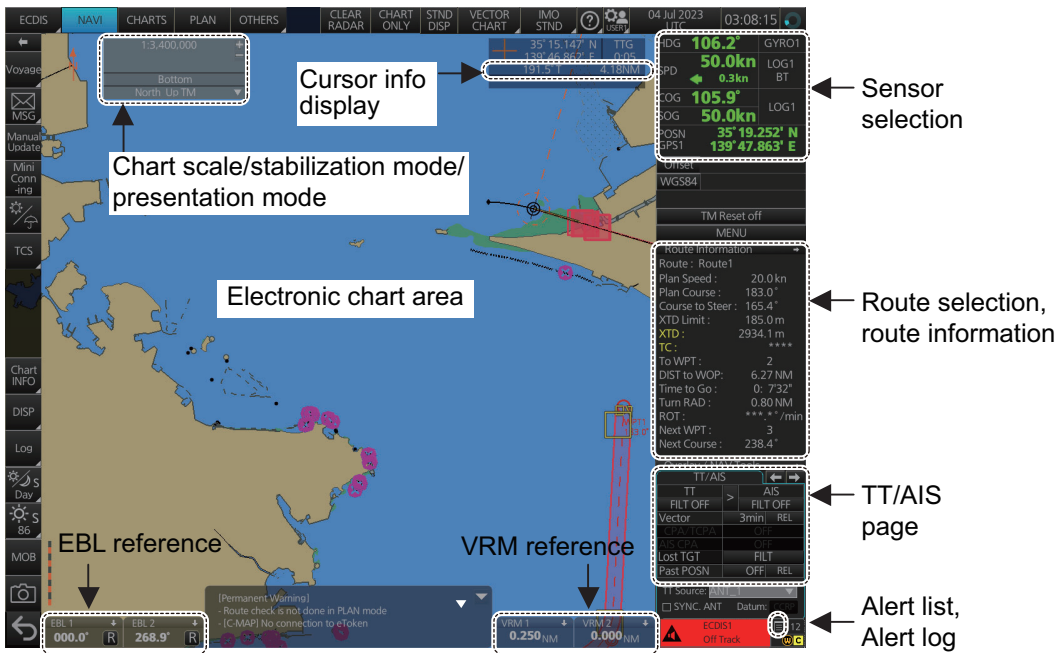 ECDIS NAVI CHARTS PLAN OTHERS CLEAR RADAR CHART ONLY STND DISP VECTOR CHART IMO STND ? USER1 04 Jul 2023 UTC 03:08:15
Voyage
MSG
Manual Update
Mini Conn -ing
TCS
Chart INFO
DISP
Log
Day S
86 S
MOB
1:3,400,000 + -
Bottom
North Up TM
Cursor info display
35°15.147' N TTG
139°46.862' E 0:05
191.5°T 4.18NM
Chart scale/stabilization mode/
presentation mode
Electronic chart area
HDG 106.2° GYRO1
SPD 50.0kn LOG1 BT
0.3kn
COG 105.9° LOG1
SOG 50.0kn
POSN 35°19.252' N
GPS1 139°47.863' E
Offset
WGS84
TM Reset off
MENU
Sensor selection
Route Information
Route : Route1
Plan Speed : 20.0 kn
Plan Course : 183.0°
Course to Steer : 165.4°
XTD Limit : 185.0 m
XTD : 2934.1 m
TC : ****
To WPT : 2
DIST to WOP: 6.27 NM
Time to Go : 0: 7'32"
Turn RAD : 0.80 NM
ROT : ***.*°/min
Next WPT : 3
Next Course : 238.4°
Route selection,
route information
TT/AIS
TT > AIS
FILT OFF FILT OFF
Vector 3min REL
CPA/TCPA OFF
AIS CPA OFF
Lost TGT FILT
Past POSN OFF REL
TT/AIS page
TT Source: ANT_1
SYNC. ANT Datum: CCRP
ECDIS1
Off Track
12
W C
Alert list,
Alert log
EBL reference
EBL 1
000.0° R
EBL 2
268.9° R
[Permanent Warning]
- Route check is not done in PLAN mode
- [C-MAP] No connection to eToken
VRM reference
VRM 1
0.250 NM
VRM 2
0.000 NM